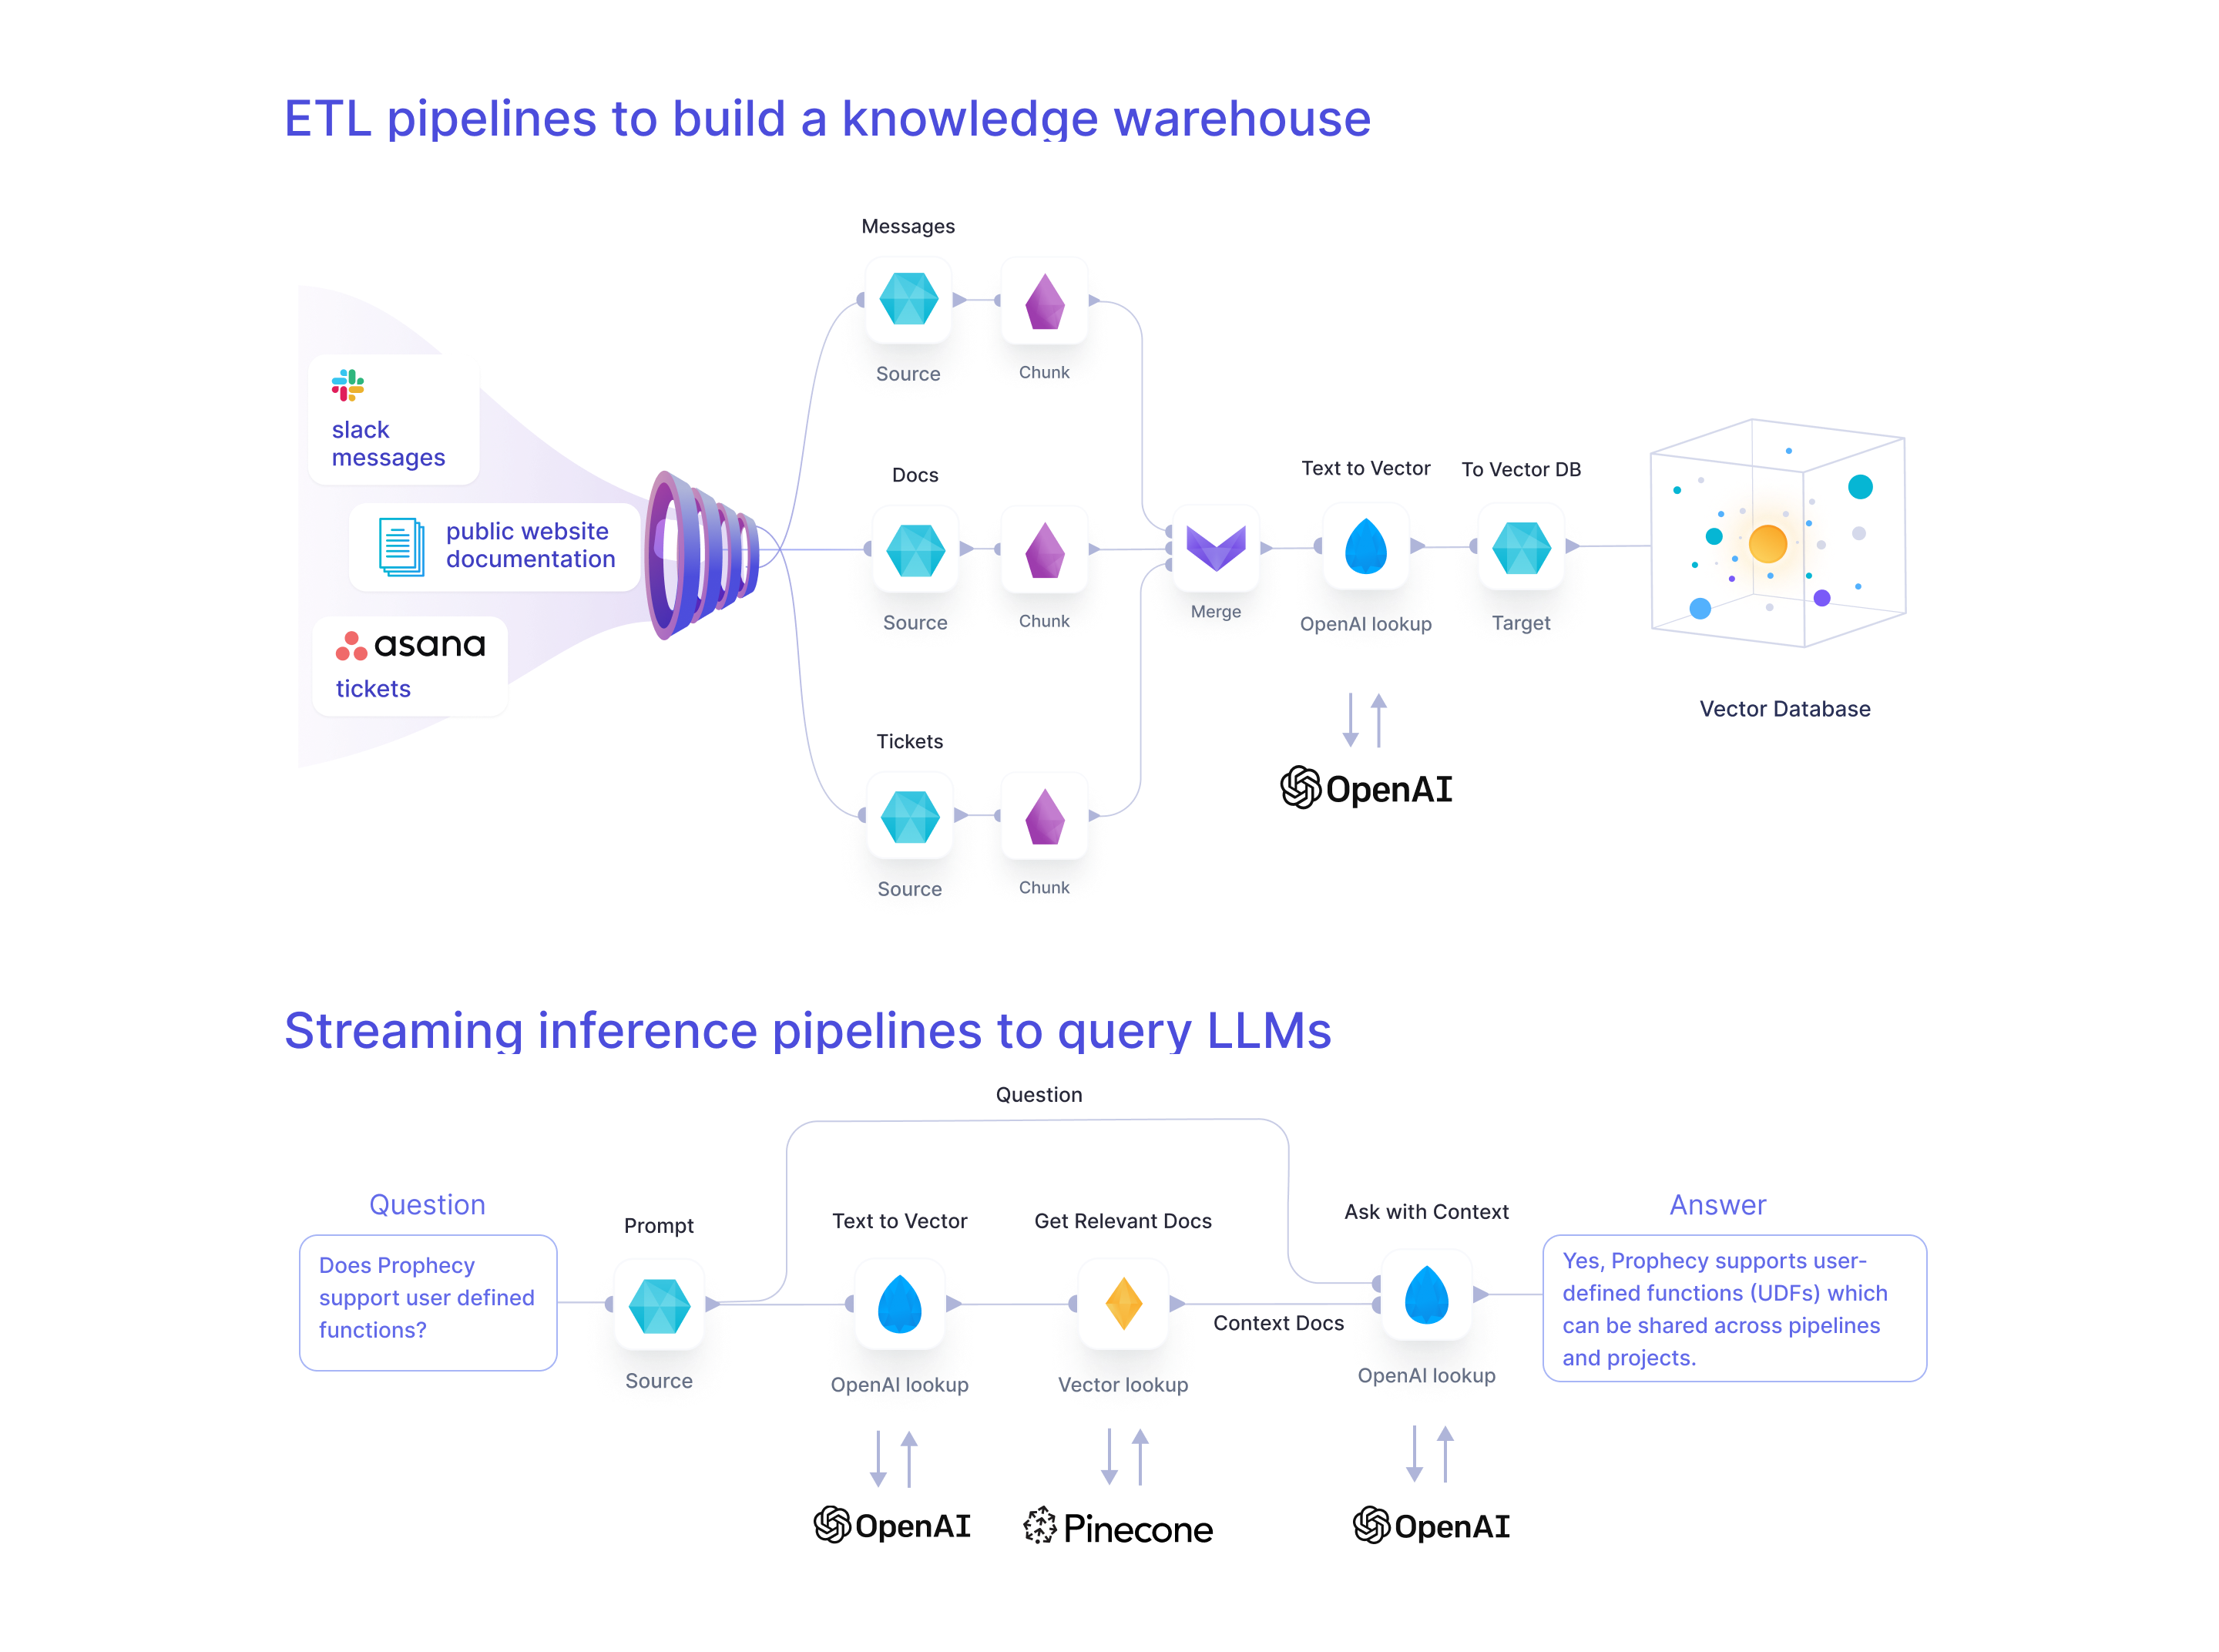 ETL pipelines to build a knowledge warehouse
Messages
Source
Chunk
slack
messages
public website
documentation
asana
tickets
Docs
Source
Chunk
Merge
Text to Vector
OpenAI lookup
To Vector DB
Target
OpenAI
Vector Database
Tickets
Source
Chunk
Streaming inference pipelines to query LLMs
Question
Question
Does Prophecy
support user defined
functions?
Prompt
Source
Text to Vector
OpenAI lookup
OpenAI
Get Relevant Docs
Vector lookup
Pinecone
Context Docs
Ask with Context
OpenAI lookup
OpenAI
Answer
Yes, Prophecy supports user-
defined functions (UDFs) which
can be shared across pipelines
and projects.